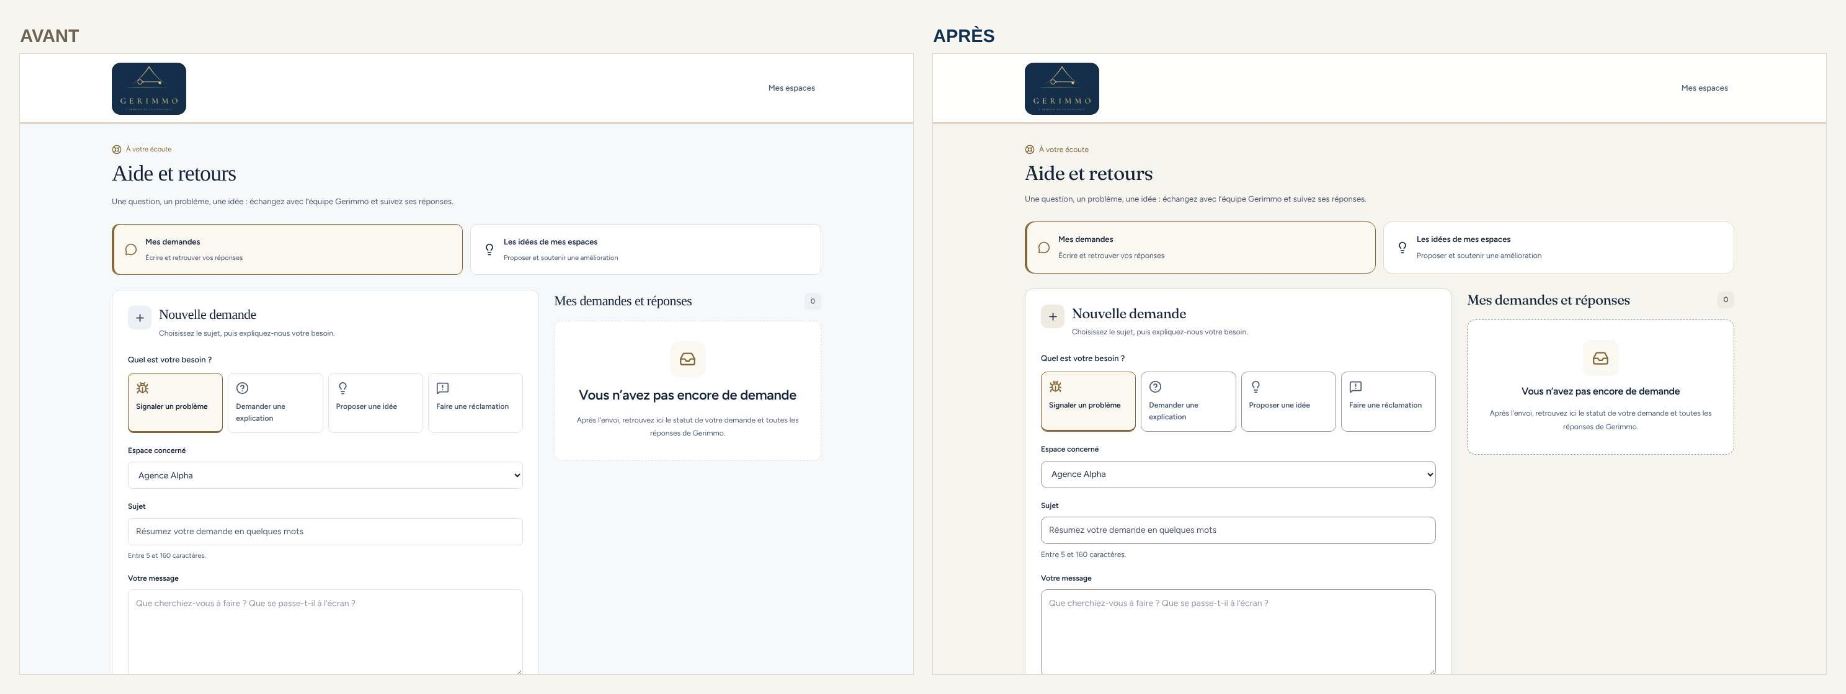 AVANT
GERIMMO
Mes espaces
À votre écoute
Aide et retours
Une question, un problème, une idée : échangez avec l'équipe Gerimmo et suivez ses réponses.
Mes demandes
Écrire et retrouver vos réponses
Les idées de mes espaces
Proposer et soutenir une amélioration
Nouvelle demande
Choisissez le sujet, puis expliquez-nous votre besoin.
Quel est votre besoin ?
Signaler un problème
Demander une
explication
Proposer une idée
Faire une réclamation
Espace concerné
Agence Alpha
Sujet
Résumez votre demande en quelques mots
Entre 5 et 160 caractères.
Votre message
Que cherchiez-vous à faire ? Que se passe-t-il à l'écran ?
Mes demandes et réponses
0
Vous n'avez pas encore de demande
Après l'envoi, retrouvez ici le statut de votre demande et toutes les
réponses de Gerimmo.
APRÈS
GERIMMO
Mes espaces
À votre écoute
Aide et retours
Une question, un problème, une idée : échangez avec l'équipe Gerimmo et suivez ses réponses.
Mes demandes
Écrire et retrouver vos réponses
Les idées de mes espaces
Proposer et soutenir une amélioration
Nouvelle demande
Choisissez le sujet, puis expliquez-nous votre besoin.
Quel est votre besoin ?
Signaler un problème
Demander une
explication
Proposer une idée
Faire une réclamation
Espace concerné
Agence Alpha
Sujet
Résumez votre demande en quelques mots
Entre 5 et 160 caractères.
Votre message
Que cherchiez-vous à faire ? Que se passe-t-il à l'écran ?
Mes demandes et réponses
0
Vous n'avez pas encore de demande
Après l'envoi, retrouvez ici le statut de votre demande et toutes les
réponses de Gerimmo.